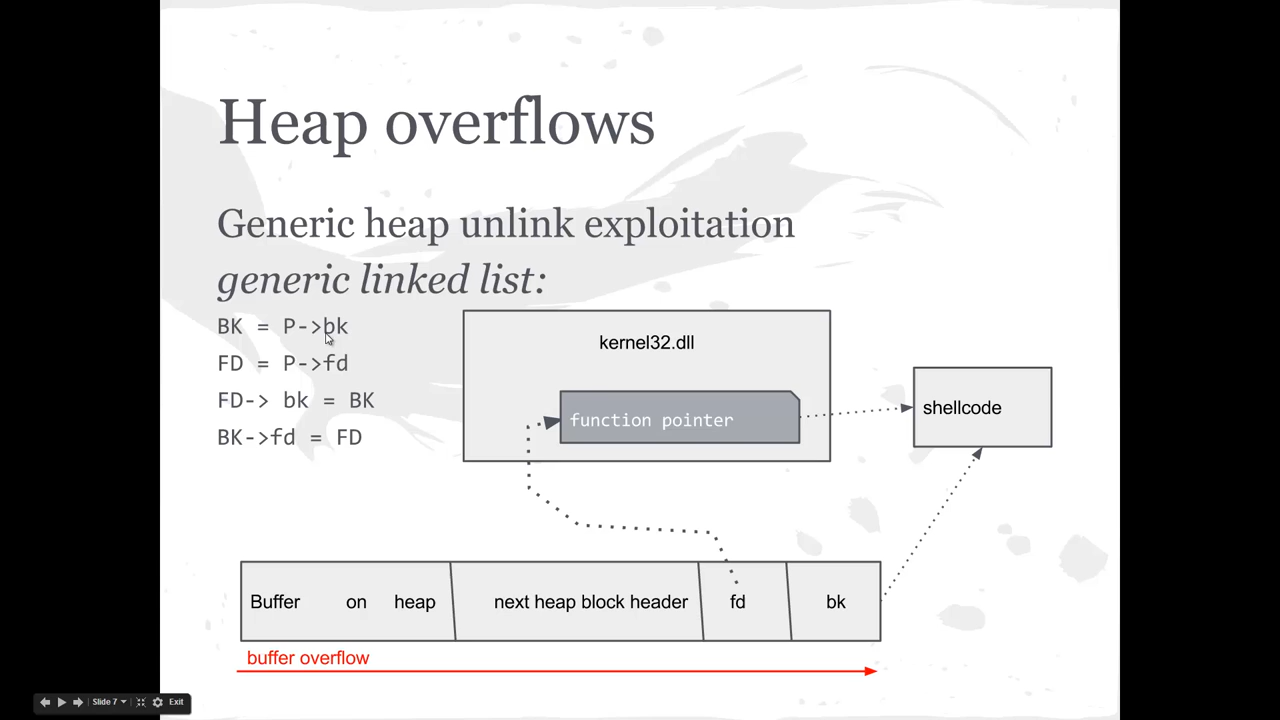 Heap overflows
Generic heap unlink exploitation
generic linked list:
BK = P->bk
FD = P->fd
FD-> bk = BK
BK->fd = FD
kernel32.dll
function pointer
shellcode
Buffer on heap
next heap block header
fd
bk
buffer overflow
Slide 7
Exit